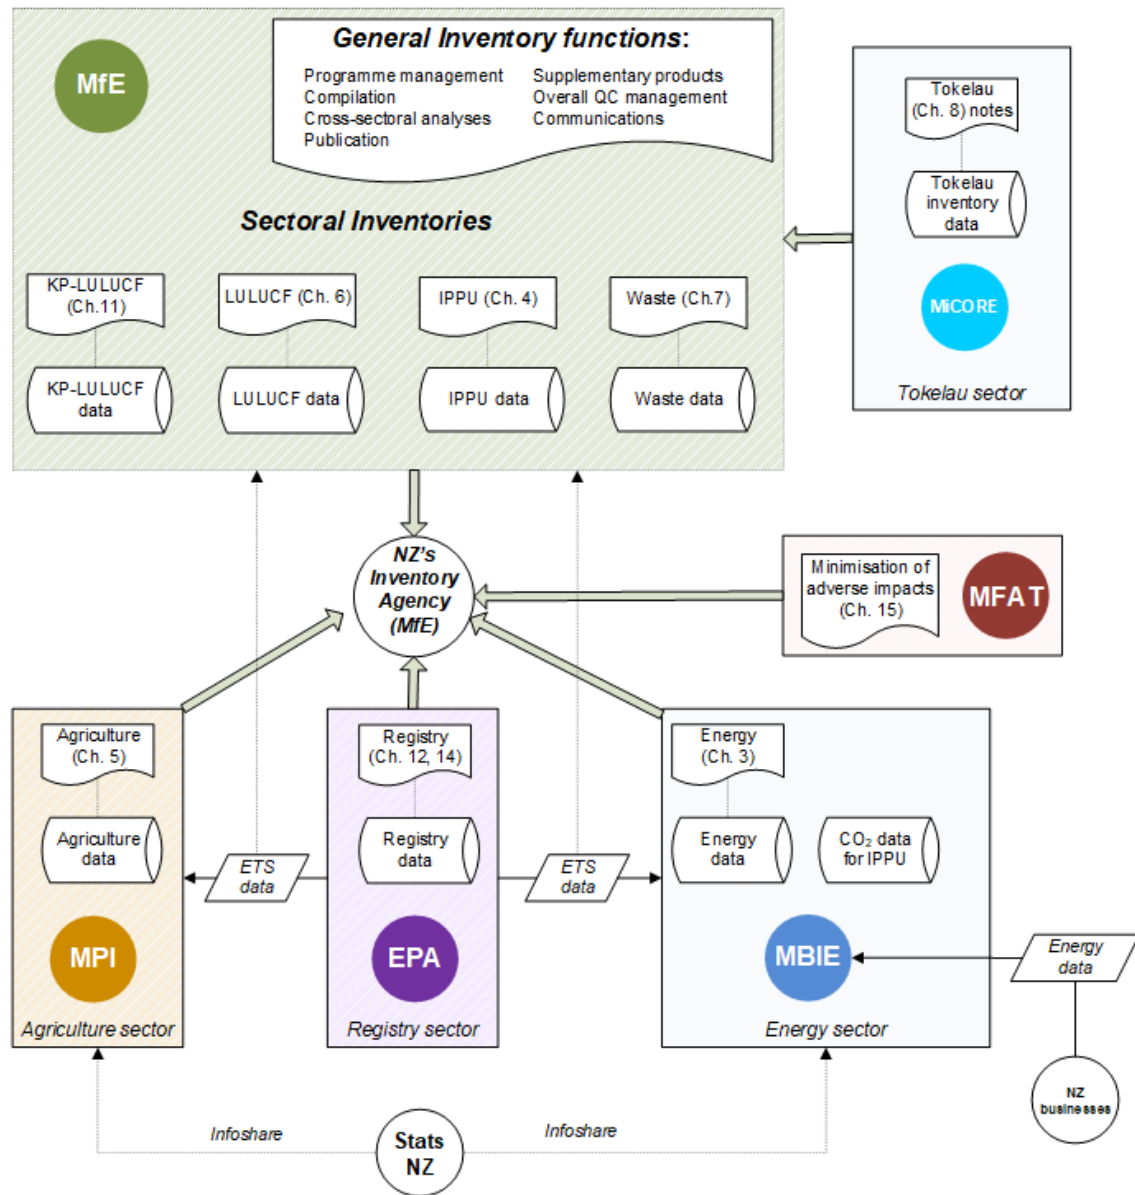 General Inventory functions:
MfE
Programme management
Compilation
Cross-sectoral analyses
Publication
Supplementary products
Overall QC management
Communications
Tokelau
(Ch. 8) notes
Tokelau
inventory
data
MiCORE
Tokelau sector
Sectoral Inventories
KP-LULUCF
(Ch.11)
LULUCF (Ch. 6)
IPPU (Ch. 4)
Waste (Ch.7)
KP-LULUCF
data
LULUCF data
IPPU data
Waste data
NZ's
Inventory
Agency
(MfE)
Minimisation of
adverse impacts
(Ch. 15)
MFAT
Agriculture
(Ch. 5)
Agriculture
data
MPI
Agriculture sector
ETS
data
Registry
(Ch. 12, 14)
Registry
data
EPA
Registry sector
ETS
data
Energy
(Ch. 3)
Energy
data
CO₂ data
for IPPU
MBIE
Energy sector
Energy
data
NZ
businesses
Infoshare
Stats
NZ
Infoshare